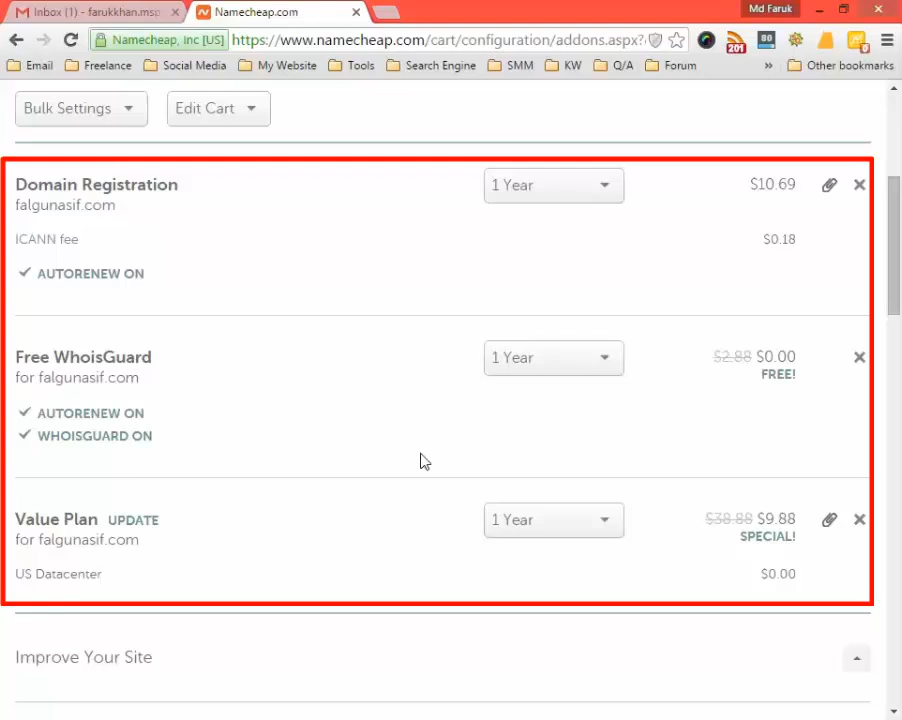 Inbox (1) - farukkhan.msp
Namecheap.com
Md Faruk
Namecheap, Inc [US]
https://www.namecheap.com/cart/configuration/addons.aspx?
201
80
Email
Freelance
Social Media
My Website
Tools
Search Engine
SMM
KW
Q/A
Forum
»
Other bookmarks
Bulk Settings
Edit Cart
Domain Registration
1 Year
$10.69
falgunasif.com
ICANN fee
$0.18
AUTORENEW ON
Free WhoisGuard
1 Year
$2.88 $0.00
for falgunasif.com
FREE!
AUTORENEW ON
WHOISGUARD ON
Value Plan UPDATE
1 Year
$38.88 $9.88
for falgunasif.com
SPECIAL!
US Datacenter
$0.00
Improve Your Site